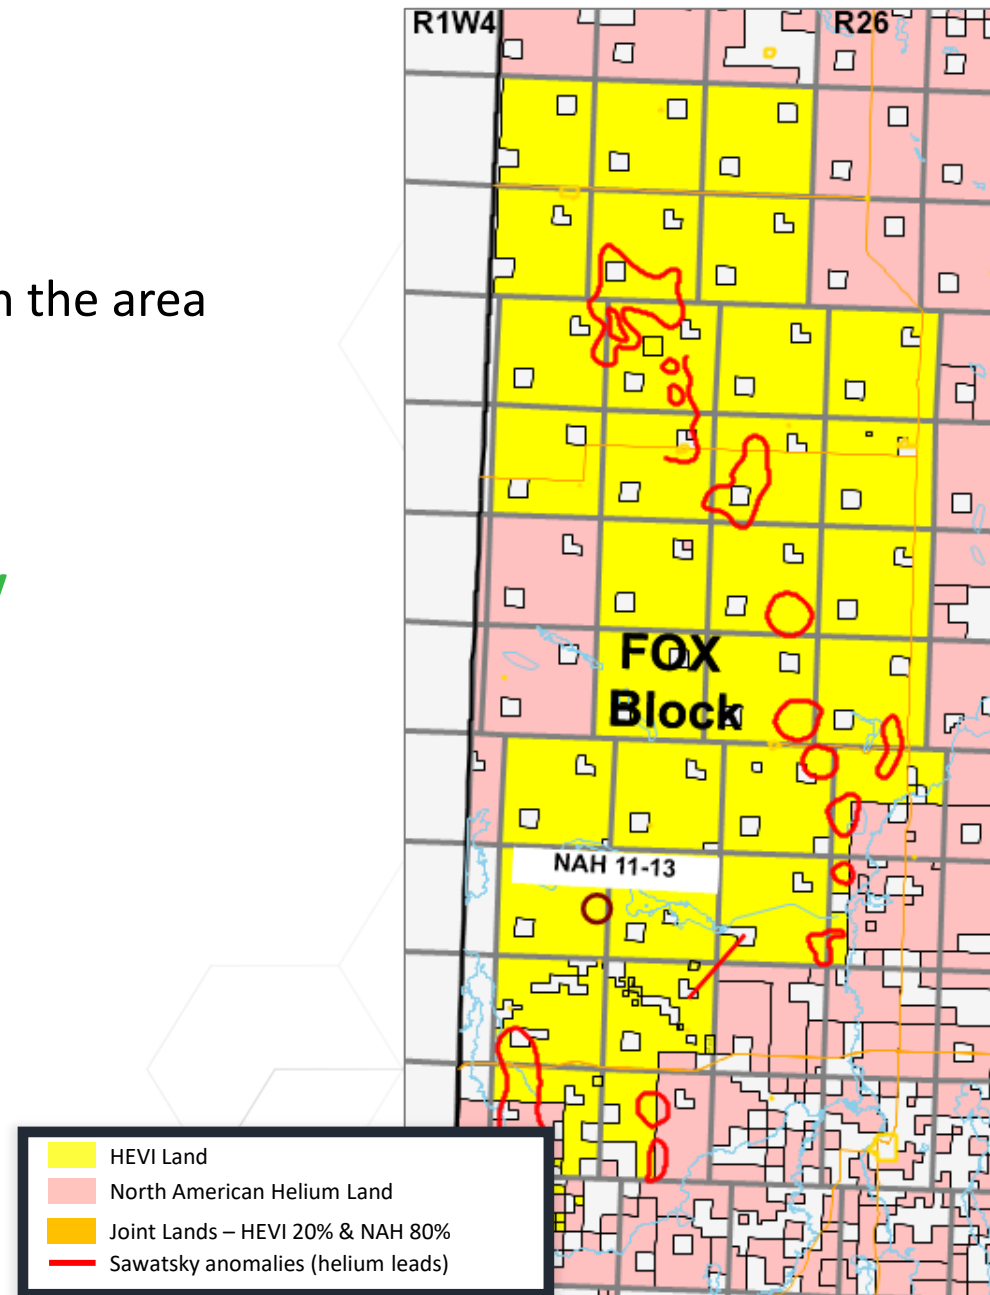 R1W4
R26
the area
FOX
Block
NAH 11-13
HEVI Land
North American Helium Land
Joint Lands – HEVI 20% & NAH 80%
Sawatsky anomalies (helium leads)